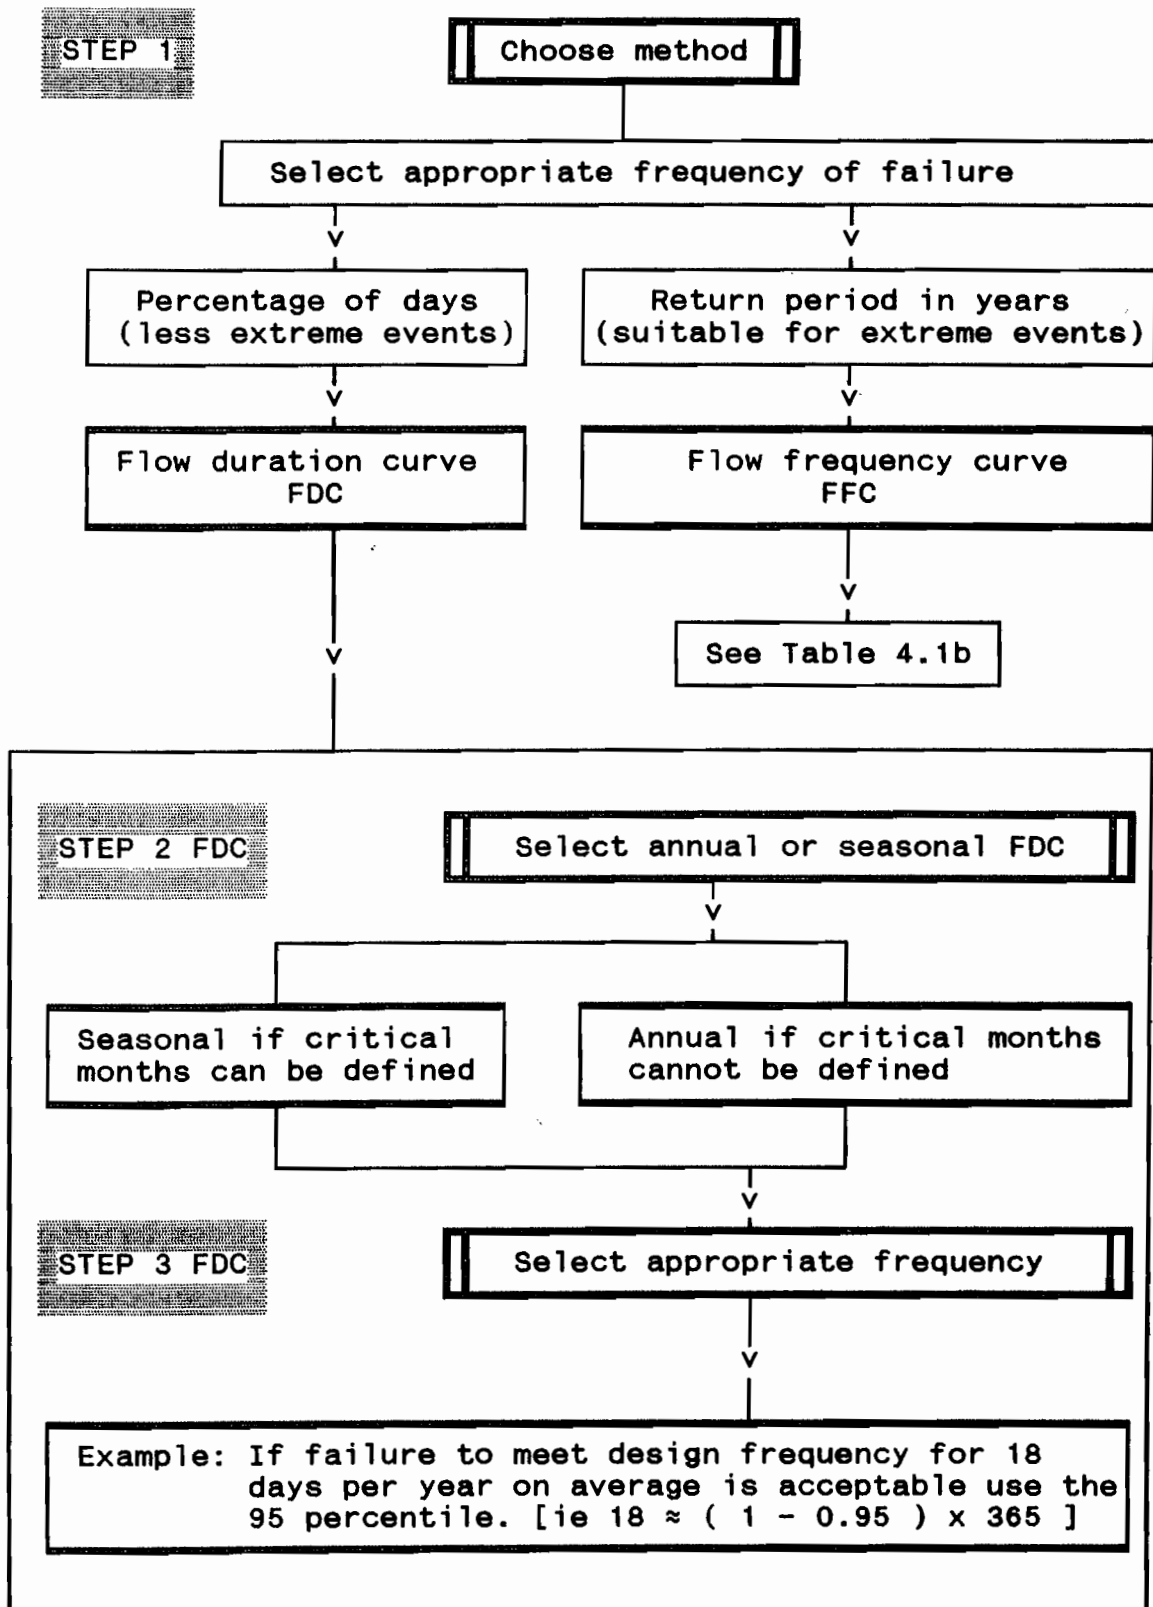 STEP 1
Choose method
Select appropriate frequency of failure
v
v
Percentage of days
(less extreme events)
Return period in years
(suitable for extreme events)
v
v
Flow duration curve
FDC
Flow frequency curve
FFC
v
See Table 4.1b
v
STEP 2 FDC
Select annual or seasonal FDC
v
Seasonal if critical
months can be defined
Annual if critical months
cannot be defined
v
STEP 3 FDC
Select appropriate frequency
v
Example: If failure to meet design frequency for 18
days per year on average is acceptable use the
95 percentile. [ie 18 ≈ ( 1 - 0.95 ) x 365 ]